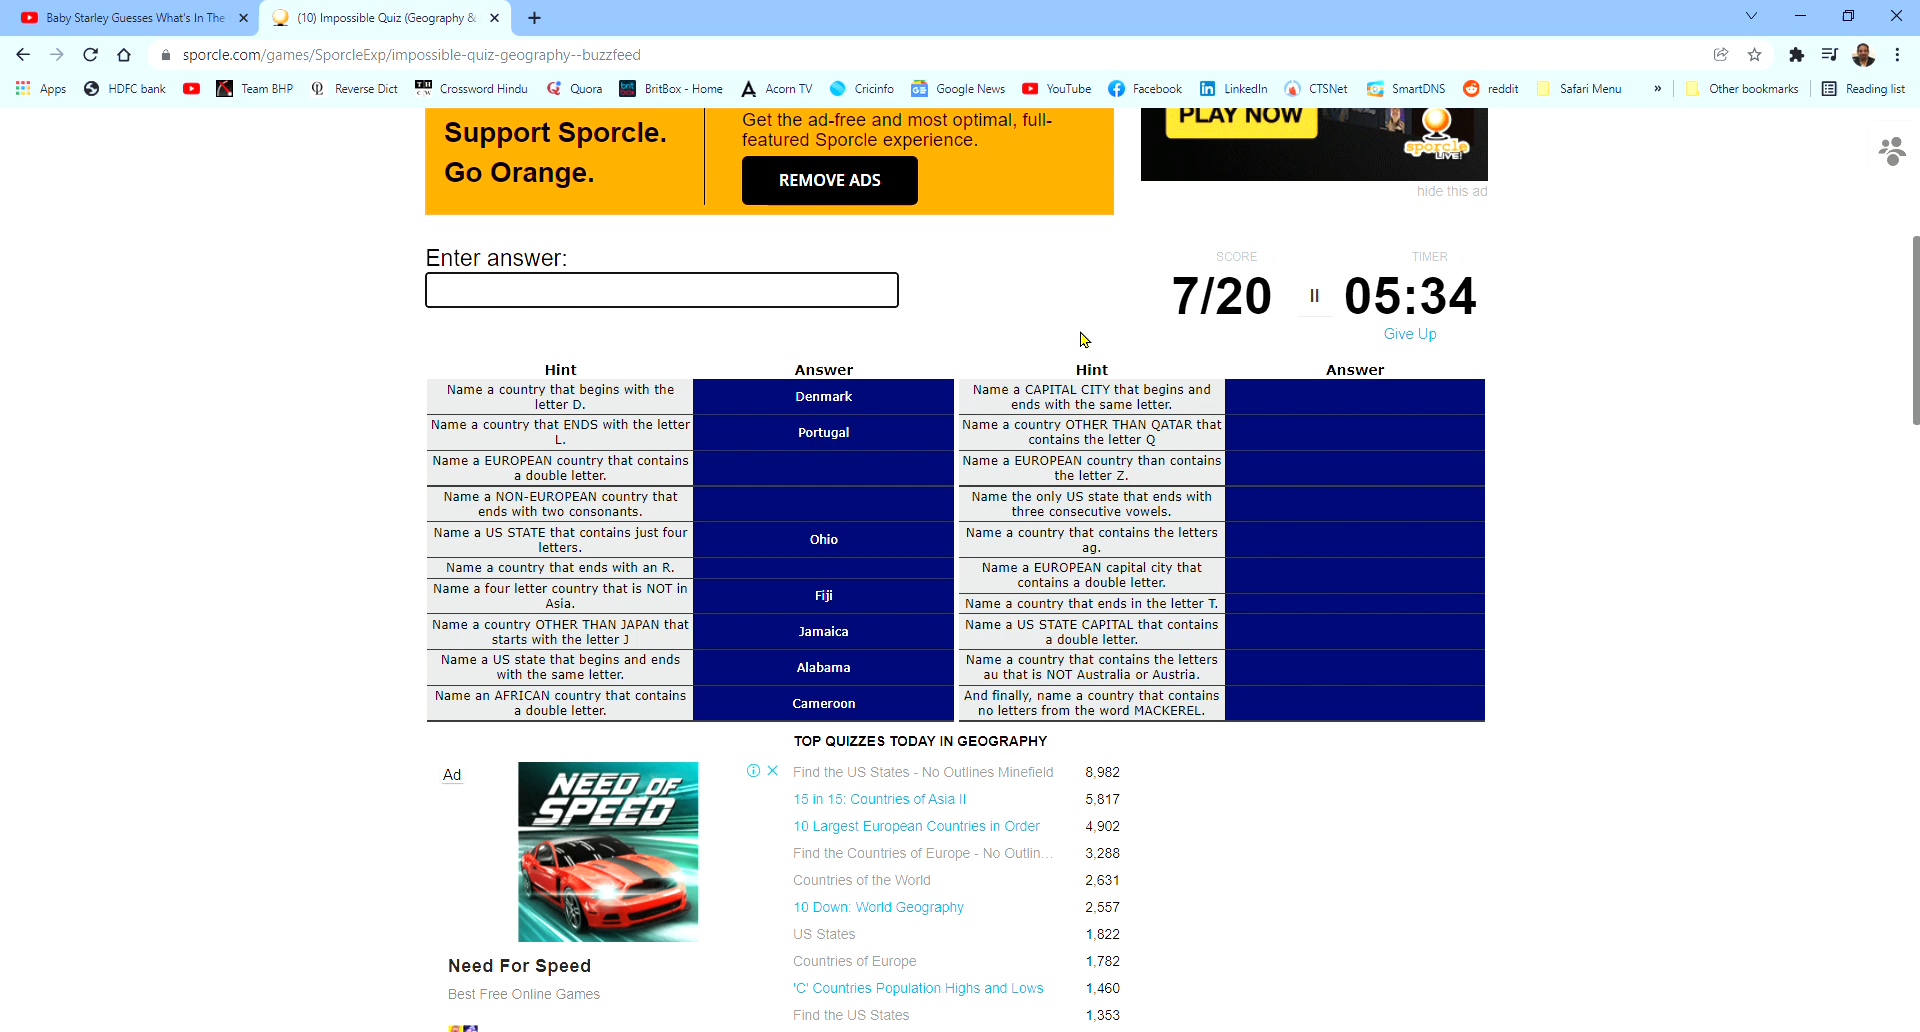 Baby Starley Guesses What's In The
(10) Impossible Quiz (Geography &
sporcle.com/games/SporcleExp/impossible-quiz-geography--buzzfeed
Apps HDFC bank Team BHP Reverse Dict Crossword Hindu Quora BritBox - Home Acorn TV Cricinfo Google News YouTube Facebook LinkedIn CTSNet SmartDNS reddit Safari Menu » Other bookmarks Reading list
Support Sporcle.
Go Orange.
Get the ad-free and most optimal, full-
featured Sporcle experience.
REMOVE ADS
PLAY NOW
sporcle
LIVE!
hide this ad
Enter answer:
SCORE TIMER
7/20 05:34
Give Up
Hint Answer
Name a country that begins with the
letter D.
Denmark
Name a country that ENDS with the letter
L.
Portugal
Name a EUROPEAN country that contains
a double letter.
Name a NON-EUROPEAN country that
ends with two consonants.
Name a US STATE that contains just four
letters.
Ohio
Name a country that ends with an R.
Name a four letter country that is NOT in
Asia.
Fiji
Name a country OTHER THAN JAPAN that
starts with the letter J
Jamaica
Name a US state that begins and ends
with the same letter.
Alabama
Name an AFRICAN country that contains
a double letter.
Cameroon
Hint Answer
Name a CAPITAL CITY that begins and
ends with the same letter.
Name a country OTHER THAN QATAR that
contains the letter Q
Name a EUROPEAN country than contains
the letter Z.
Name the only US state that ends with
three consecutive vowels.
Name a country that contains the letters
ag.
Name a EUROPEAN capital city that
contains a double letter.
Name a country that ends in the letter T.
Name a US STATE CAPITAL that contains
a double letter.
Name a country that contains the letters
au that is NOT Australia or Austria.
And finally, name a country that contains
no letters from the word MACKEREL.
Ad
NEED OF
SPEED
Need For Speed
Best Free Online Games
TOP QUIZZES TODAY IN GEOGRAPHY
Find the US States - No Outlines Minefield 8,982
15 in 15: Countries of Asia II 5,817
10 Largest European Countries in Order 4,902
Find the Countries of Europe - No Outlin... 3,288
Countries of the World 2,631
10 Down: World Geography 2,557
US States 1,822
Countries of Europe 1,782
'C' Countries Population Highs and Lows 1,460
Find the US States 1,353